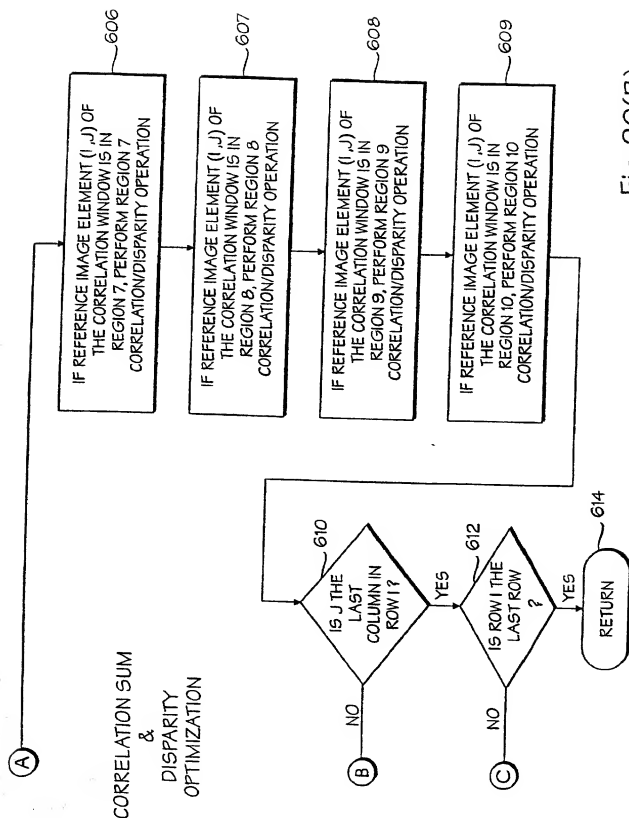 A
CORRELATION SUM
&
DISPARITY
OPTIMIZATION
606
IF REFERENCE IMAGE ELEMENT (I ,J) OF
THE CORRELATION WINDOW IS IN
REGION 7, PERFORM REGION 7
CORRELATION/DISPARITY OPERATION
607
IF REFERENCE IMAGE ELEMENT (I ,J) OF
THE CORRELATION WINDOW IS IN
REGION 8, PERFORM REGION 8
CORRELATION/DISPARITY OPERATION
608
IF REFERENCE IMAGE ELEMENT (I ,J) OF
THE CORRELATION WINDOW IS IN
REGION 9, PERFORM REGION 9
CORRELATION/DISPARITY OPERATION
609
IF REFERENCE IMAGE ELEMENT (I ,J) OF
THE CORRELATION WINDOW IS IN
REGION 10, PERFORM REGION 10
CORRELATION/DISPARITY OPERATION
610
IS J THE
LAST
COLUMN IN
ROW I ?
NO
B
YES
612
IS ROW I THE
LAST ROW
?
NO
C
YES
614
RETURN